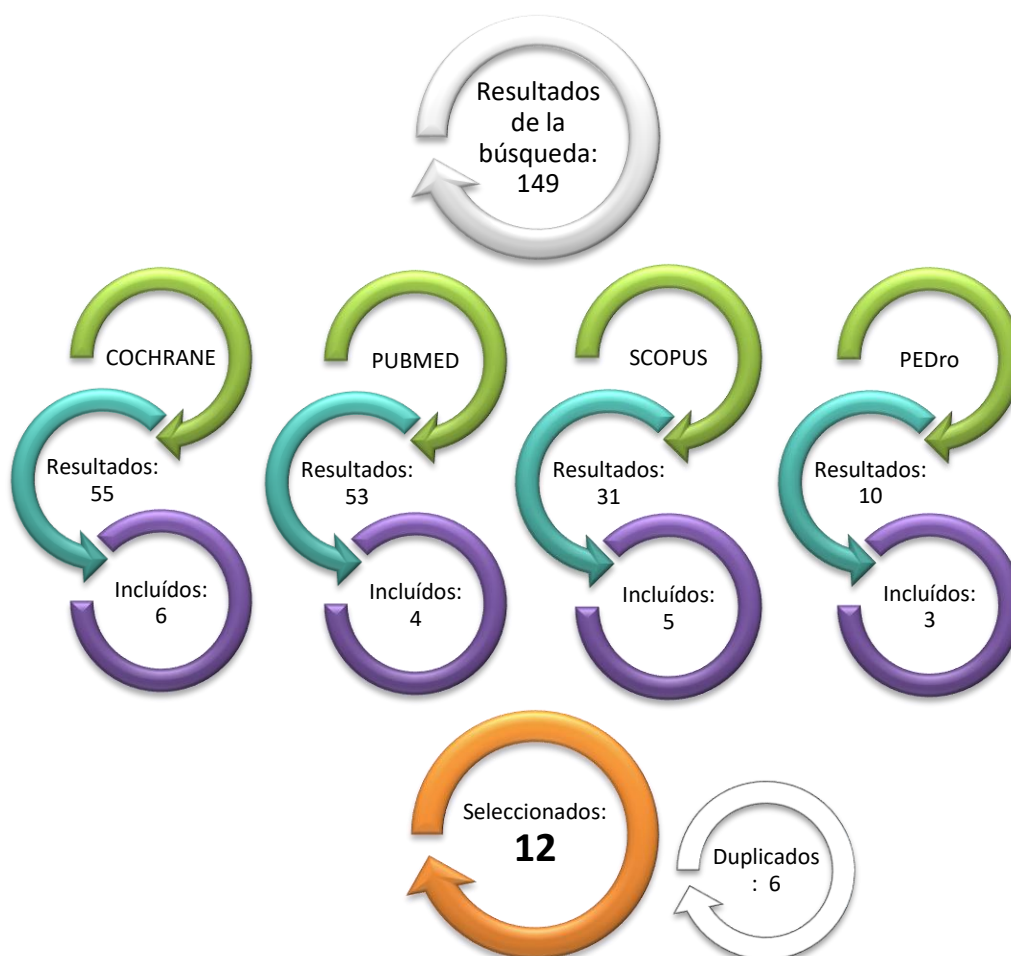 Resultados
de la
búsqueda:
149
COCHRANE
PUBMED
SCOPUS
PEDro
Resultados:
55
Resultados:
53
Resultados:
31
Resultados:
10
Incluídos:
6
Incluídos:
4
Incluídos:
5
Incluídos:
3
Seleccionados:
12
Duplicados
: 6